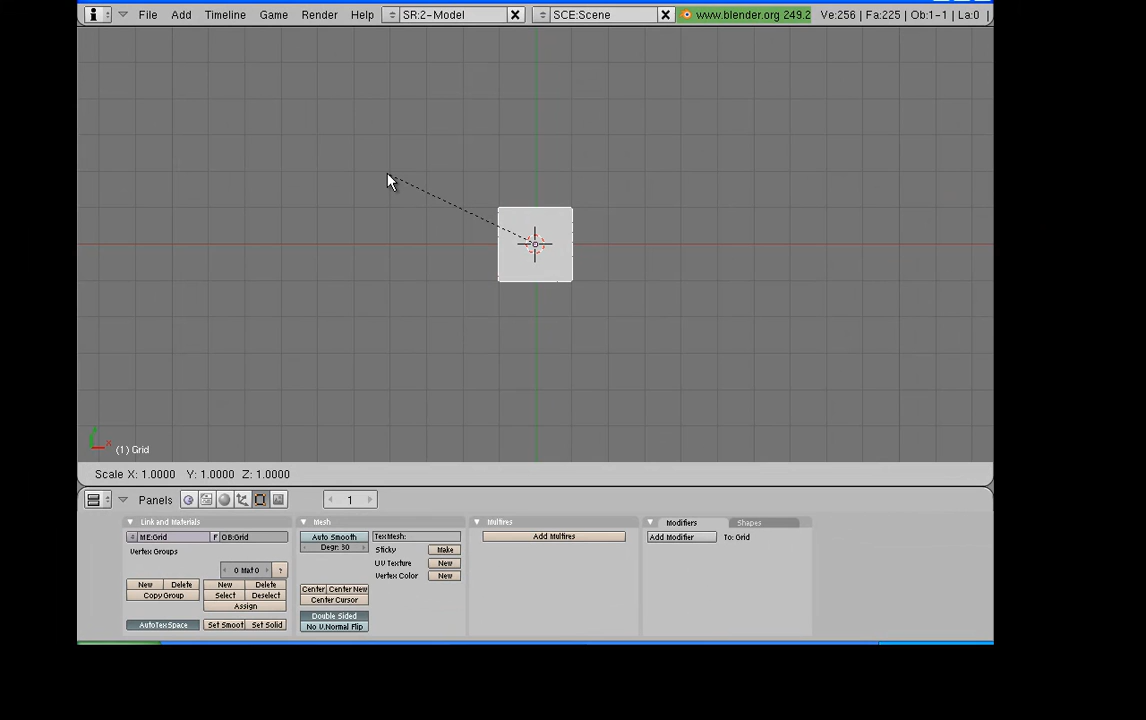 File Add Timeline Game Render Help SR:2-Model SCE:Scene www.blender.org 249.2 Ve:256 | Fa:225 | Ob:1-1 | La:0 |
(1) Grid
Scale X: 1.0000 Y: 1.0000 Z: 1.0000
Panels 1
Link and Materials Mesh Multires Modifiers Shapes
ME:Grid F OB:Grid Auto Smooth TexMesh: Add Multires Add Modifier To: Grid
Degr: 30
Vertex Groups Sticky Make
UV Texture New
0 Mat 0 ? Vertex Color New
New Delete New Delete Center Center New
Copy Group Select Deselect Center Cursor
Assign
Double Sided
AutoTexSpace Set Smoot Set Solid No V.Normal Flip